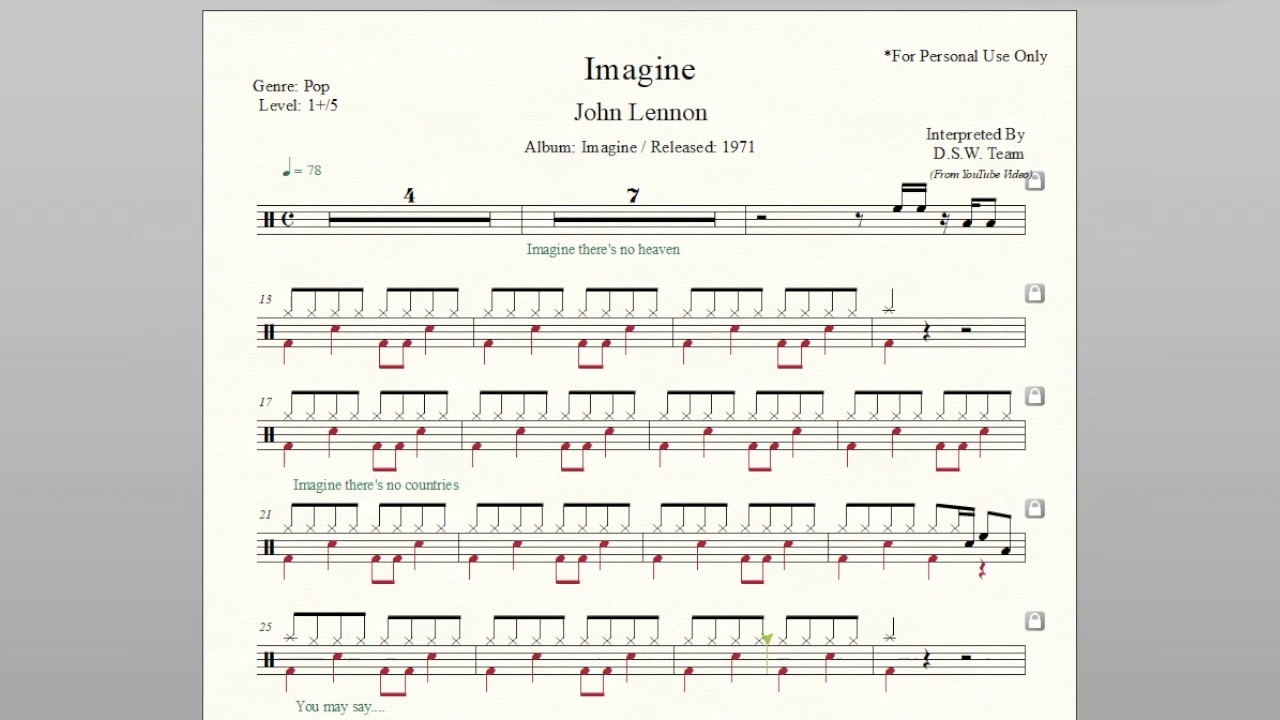 *For Personal Use Only
Imagine
Genre: Pop
Level: 1+/5
John Lennon
Album: Imagine / Released: 1971
Interpreted By
D.S.W. Team
(From YouTube Video)
= 78
4
7
Imagine there's no heaven
13
17
Imagine there's no countries
21
25
You may say....